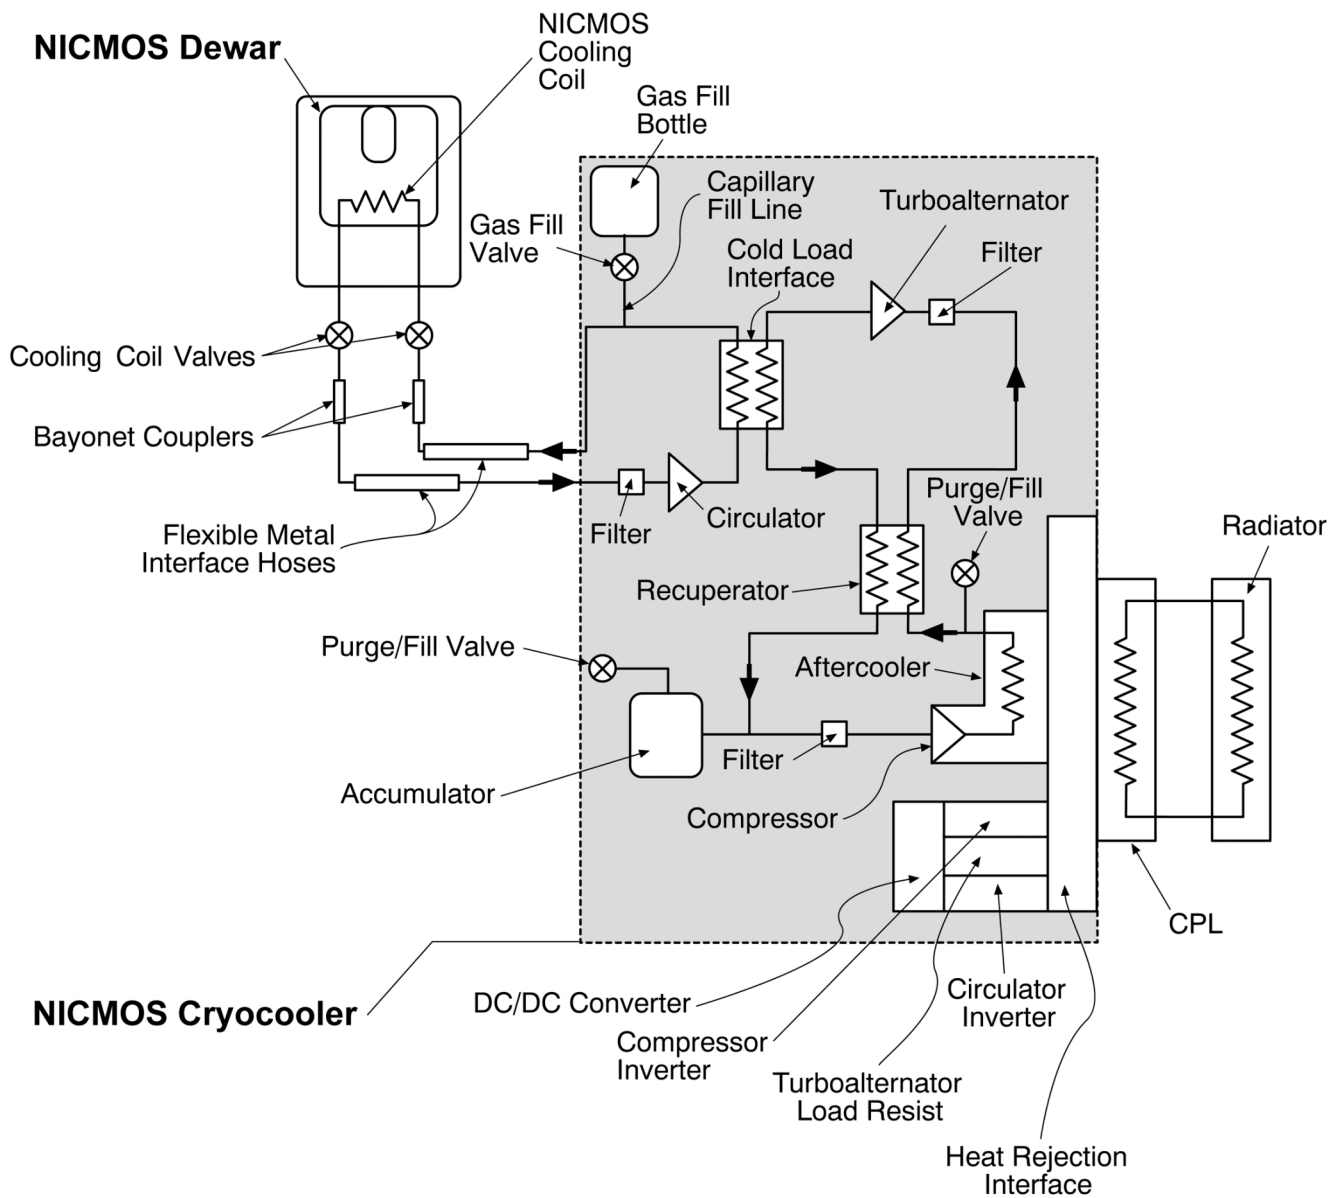 NICMOS Dewar
NICMOS
Cooling
Coil
Gas Fill
Bottle
Capillary
Fill Line
Turboalternator
Gas Fill
Valve
Cold Load
Interface
Filter
Cooling Coil Valves
Bayonet Couplers
Purge/Fill
Valve
Circulator
Filter
Flexible Metal
Interface Hoses
Radiator
Recuperator
Purge/Fill Valve
Aftercooler
Filter
Accumulator
Compressor
CPL
NICMOS Cryocooler
DC/DC Converter
Circulator
Inverter
Compressor
Inverter
Turboalternator
Load Resist
Heat Rejection
Interface